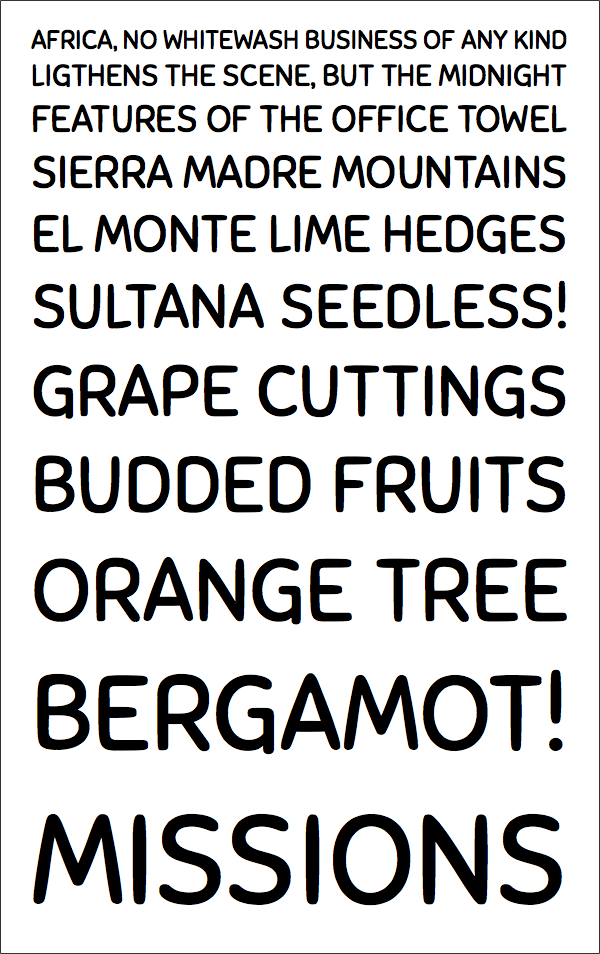 AFRICA, NO WHITEWASH BUSINESS OF ANY KIND
LIGTHENS THE SCENE, BUT THE MIDNIGHT
FEATURES OF THE OFFICE TOWEL
SIERRA MADRE MOUNTAINS
EL MONTE LIME HEDGES
SULTANA SEEDLESS!
GRAPE CUTTINGS
BUDDED FRUITS
ORANGE TREE
BERGAMOT!
MISSIONS